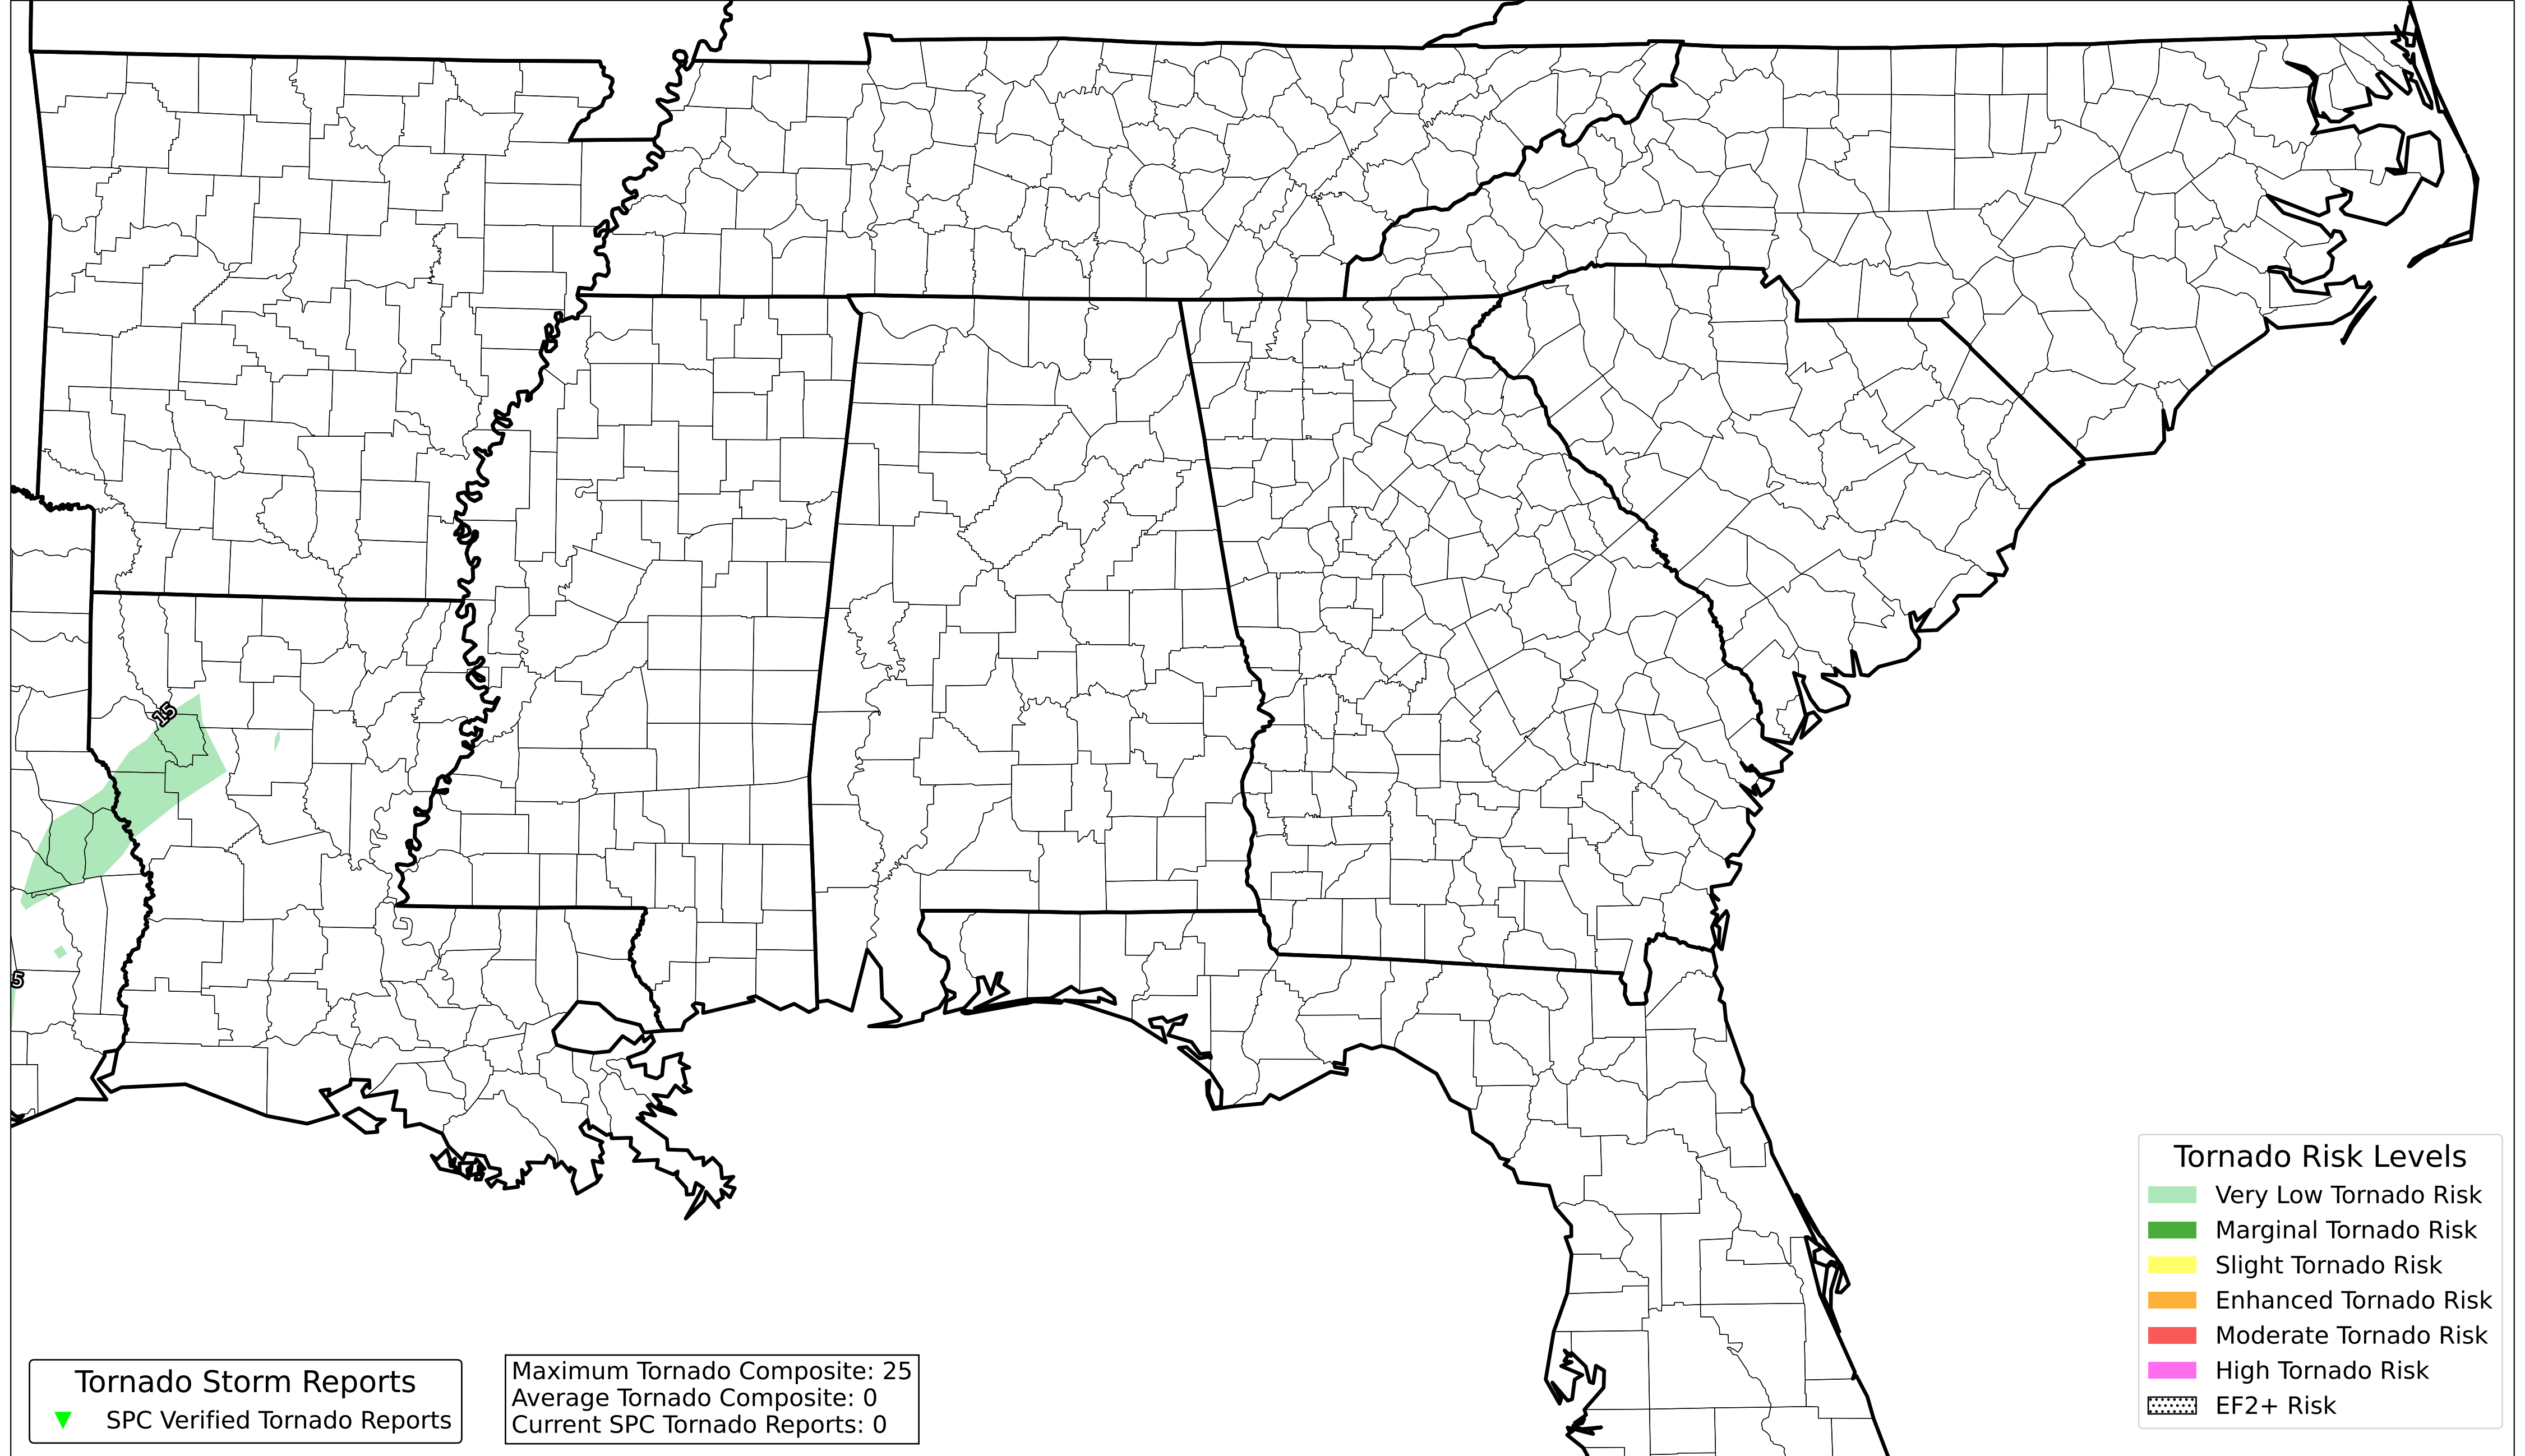 15
5
Tornado Storm Reports
SPC Verified Tornado Reports
Maximum Tornado Composite: 25
Average Tornado Composite: 0
Current SPC Tornado Reports: 0
Tornado Risk Levels
Very Low Tornado Risk
Marginal Tornado Risk
Slight Tornado Risk
Enhanced Tornado Risk
Moderate Tornado Risk
High Tornado Risk
EF2+ Risk